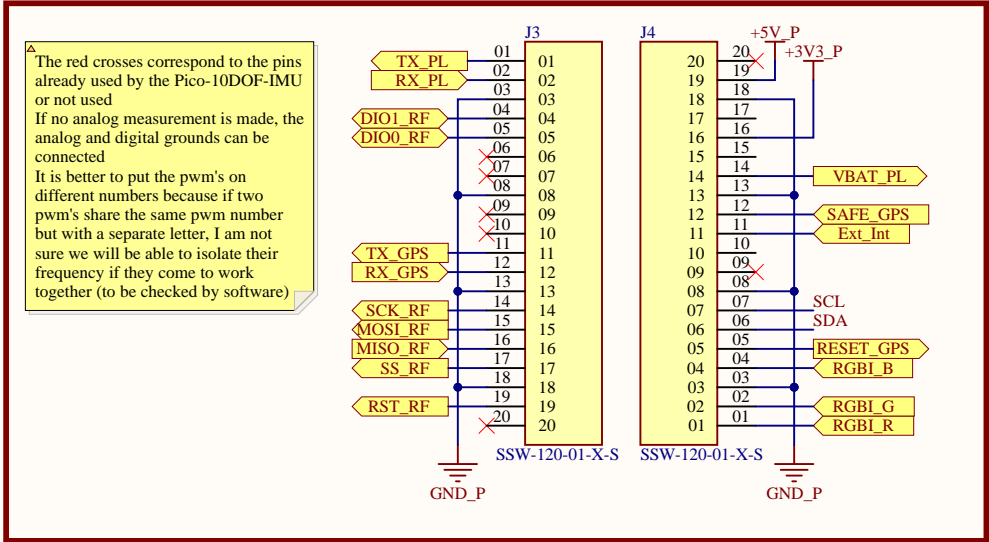 The red crosses correspond to the pins
already used by the Pico-10DOF-IMU
or not used
If no analog measurement is made, the
analog and digital grounds can be
connected
It is better to put the pwm's on
different numbers because if two
pwm's share the same pwm number
but with a separate letter, I am not
sure we will be able to isolate their
frequency if they come to work
together (to be checked by software)
J3
TX_PL 01 01
RX_PL 02 02
03 03
DIO1_RF 04 04
DIO0_RF 05 05
06 06
07 07
08 08
09 09
10 10
TX_GPS 11 11
RX_GPS 12 12
13 13
SCK_RF 14 14
MOSI_RF 15 15
MISO_RF 16 16
SS_RF 17 17
18 18
RST_RF 19 19
20 20
SSW-120-01-X-S
GND_P
J4
+5V_P
+3V3_P
20 20
19 19
18 18
17 17
16 16
15 15
14 14 VBAT_PL
13 13
12 12 SAFE_GPS
11 11 Ext_Int
10 10
09 09
08 08
07 07 SCL
06 06 SDA
05 05 RESET_GPS
04 04 RGBI_B
03 03
02 02 RGBI_G
01 01 RGBI_R
SSW-120-01-X-S
GND_P